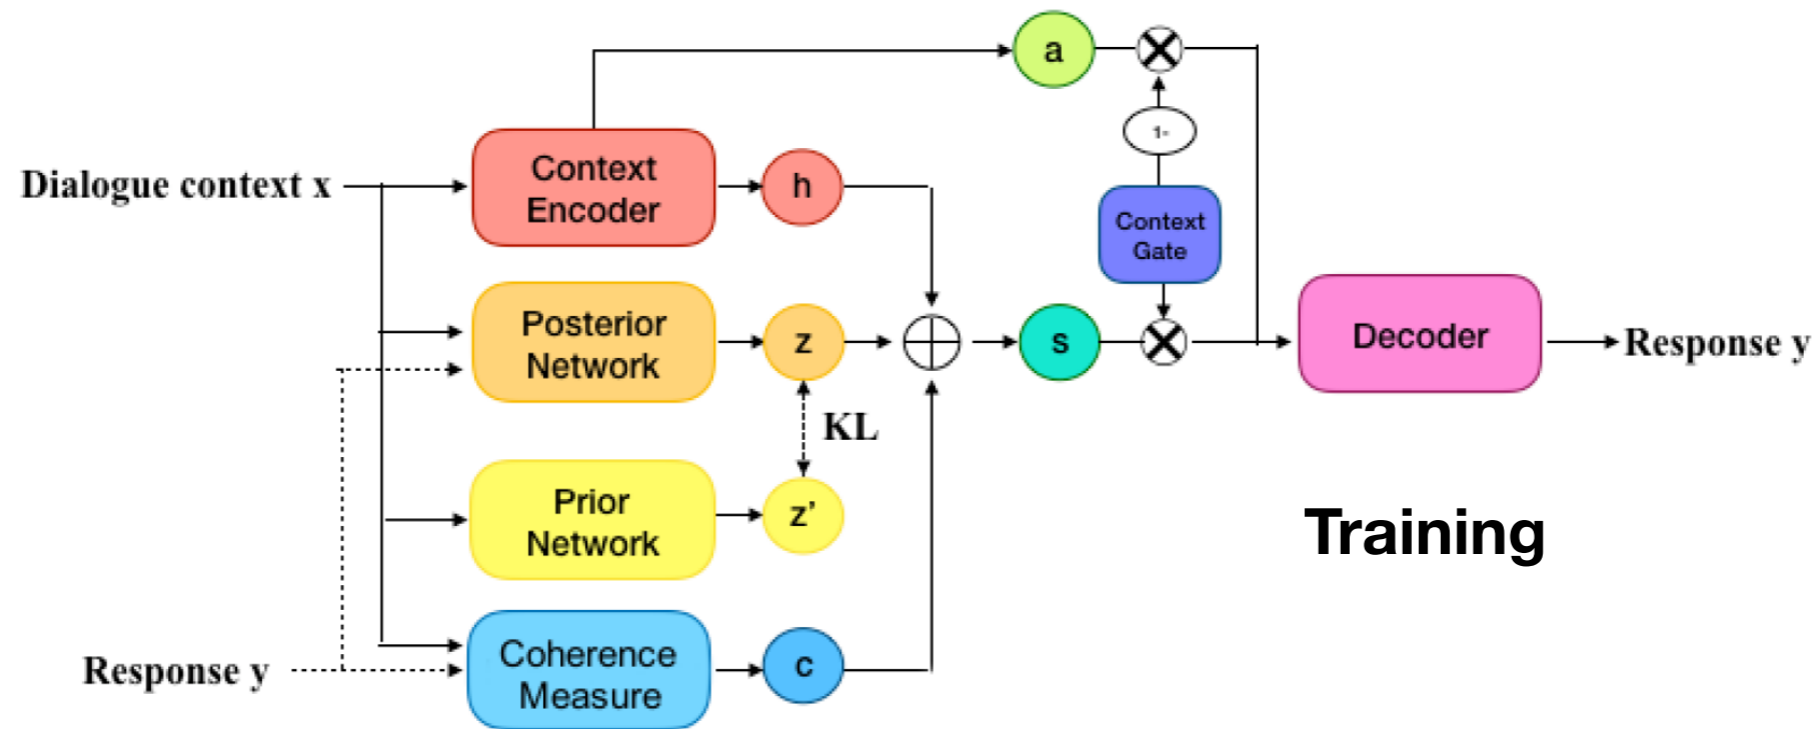 a
1-
Dialogue context x
Context
Encoder
h
Context
Gate
Posterior
Network
z
s
Decoder
Response y
KL
Prior
Network
z’
Training
Response y
Coherence
Measure
c